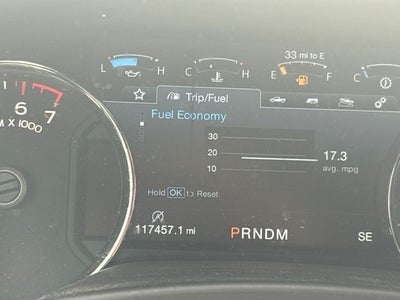 33 mi to E
L H C H E F C
Trip/Fuel
Fuel Economy
6 7
M X 1000
30
20
10
17.3
avg. mpg
Hold OK to Reset
117457.1 mi
PRNDM
SE